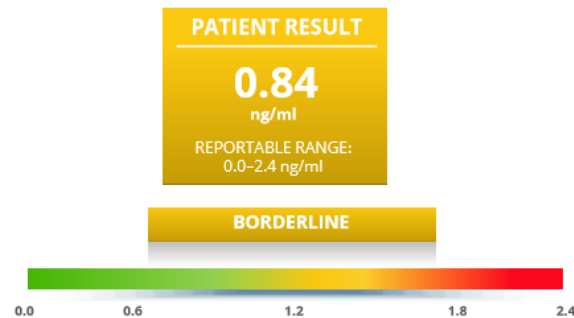 PATIENT RESULT
0.84
ng/ml
REPORTABLE RANGE:
0.0–2.4 ng/ml
BORDERLINE
0.0 0.6 1.2 1.8 2.4